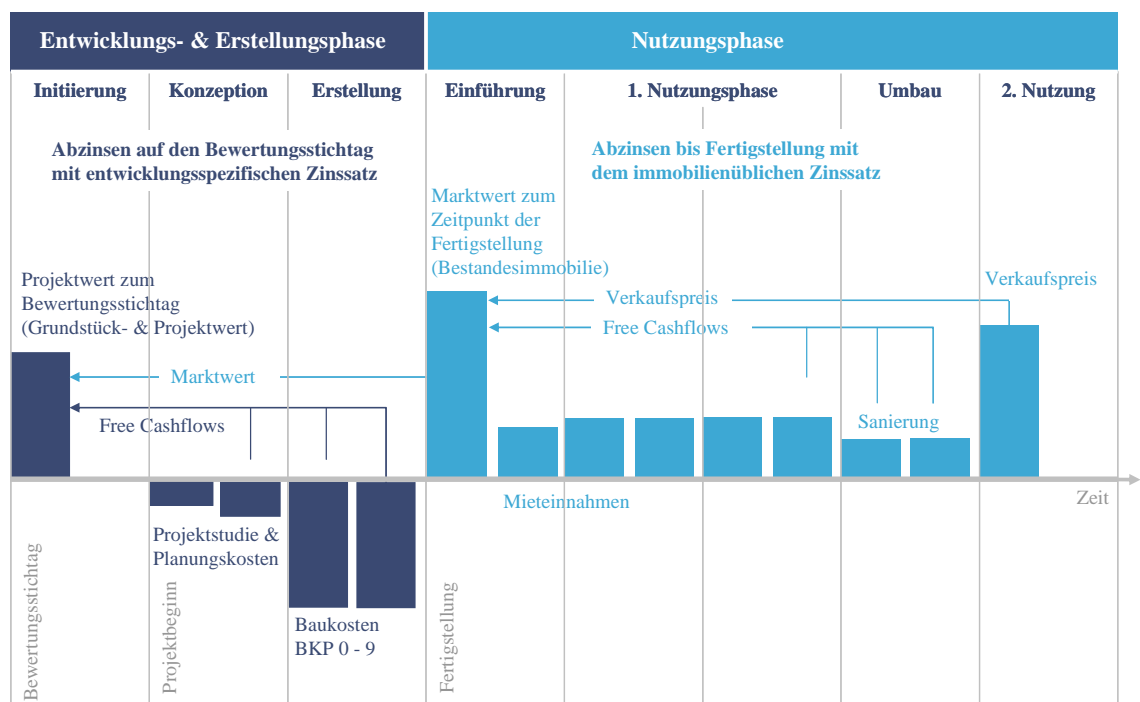 Entwicklungs- & Erstellungsphase
Nutzungsphase
Initiierung
Konzeption
Erstellung
Einführung
1. Nutzungsphase
Umbau
2. Nutzung
Abzinsen auf den Bewertungsstichtag
mit entwicklungsspezifischen Zinssatz
Abzinsen bis Fertigstellung mit
dem immobilienüblichen Zinssatz
Marktwert zum
Zeitpunkt der
Fertigstellung
(Bestandesimmobilie)
Projektwert zum
Bewertungsstichtag
(Grundstück- & Projektwert)
Verkaufspreis
Verkaufspreis
Free Cashflows
Marktwert
Free Cashflows
Sanierung
Mieteinnahmen
Zeit
Projektstudie &
Planungskosten
Baukosten
BKP 0 - 9
Bewertungsstichtag
Projektbeginn
Fertigstellung